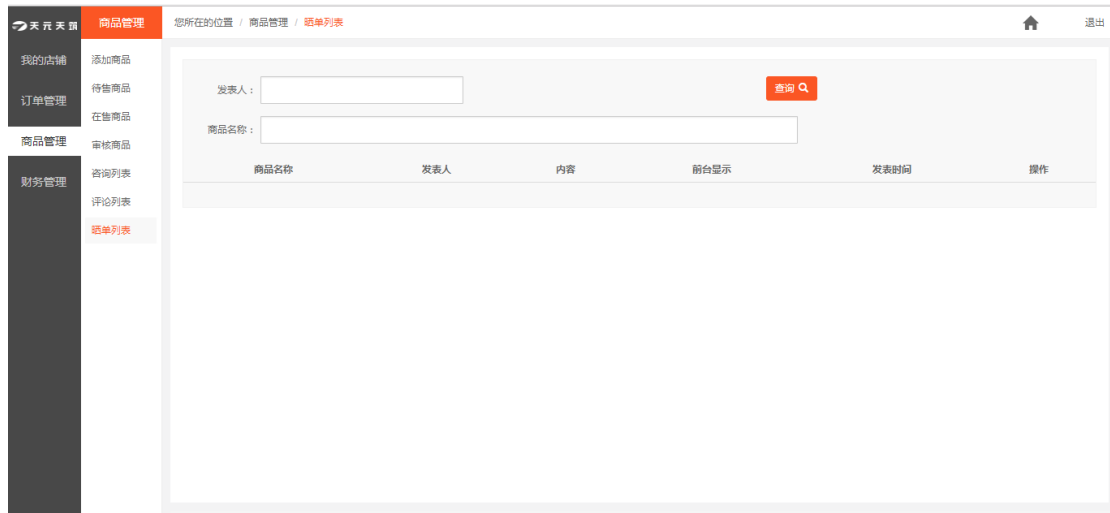 天元天筑
商品管理
您所在的位置 / 商品管理 / 晒单列表
退出
我的店铺
订单管理
商品管理
财务管理
添加商品
待售商品
在售商品
审核商品
咨询列表
评论列表
晒单列表
发表人：
查询
商品名称：
商品名称 发表人 内容 前台显示 发表时间 操作